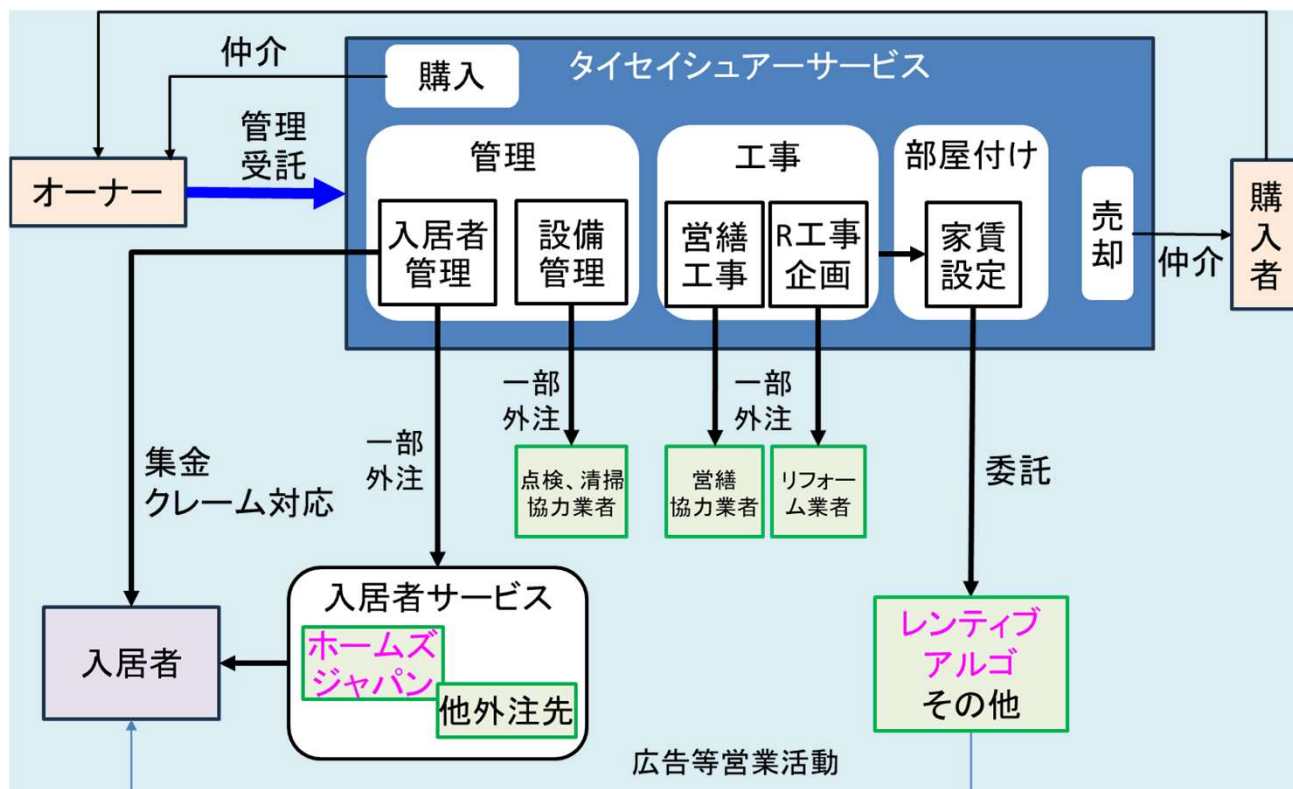 仲介
購入
タイセイシュアーサービス
管理
受託
オーナー
管理
入居者
管理
設備
管理
工事
営繕
工事
R工事
企画
部屋付け
家賃
設定
売却
仲介
購入者
集金
クレーム対応
一部
外注
一部
外注
一部
外注
委託
点検、清掃
協力業者
営繕
協力業者
リフォー
ム業者
入居者サービス
ホームズ
ジャパン
他外注先
入居者
レンティブ
アルゴ
その他
広告等営業活動